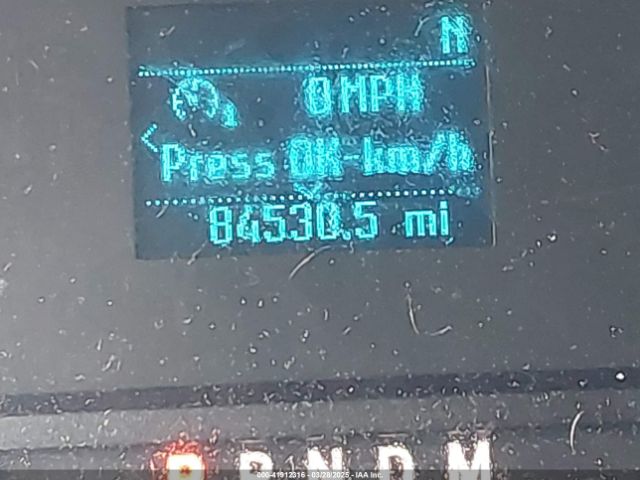 N
0 MPH
Press OK-km/h
84530.5 mi
P R N D M
000-41912316 - 03/28/2025 - IAA Inc.